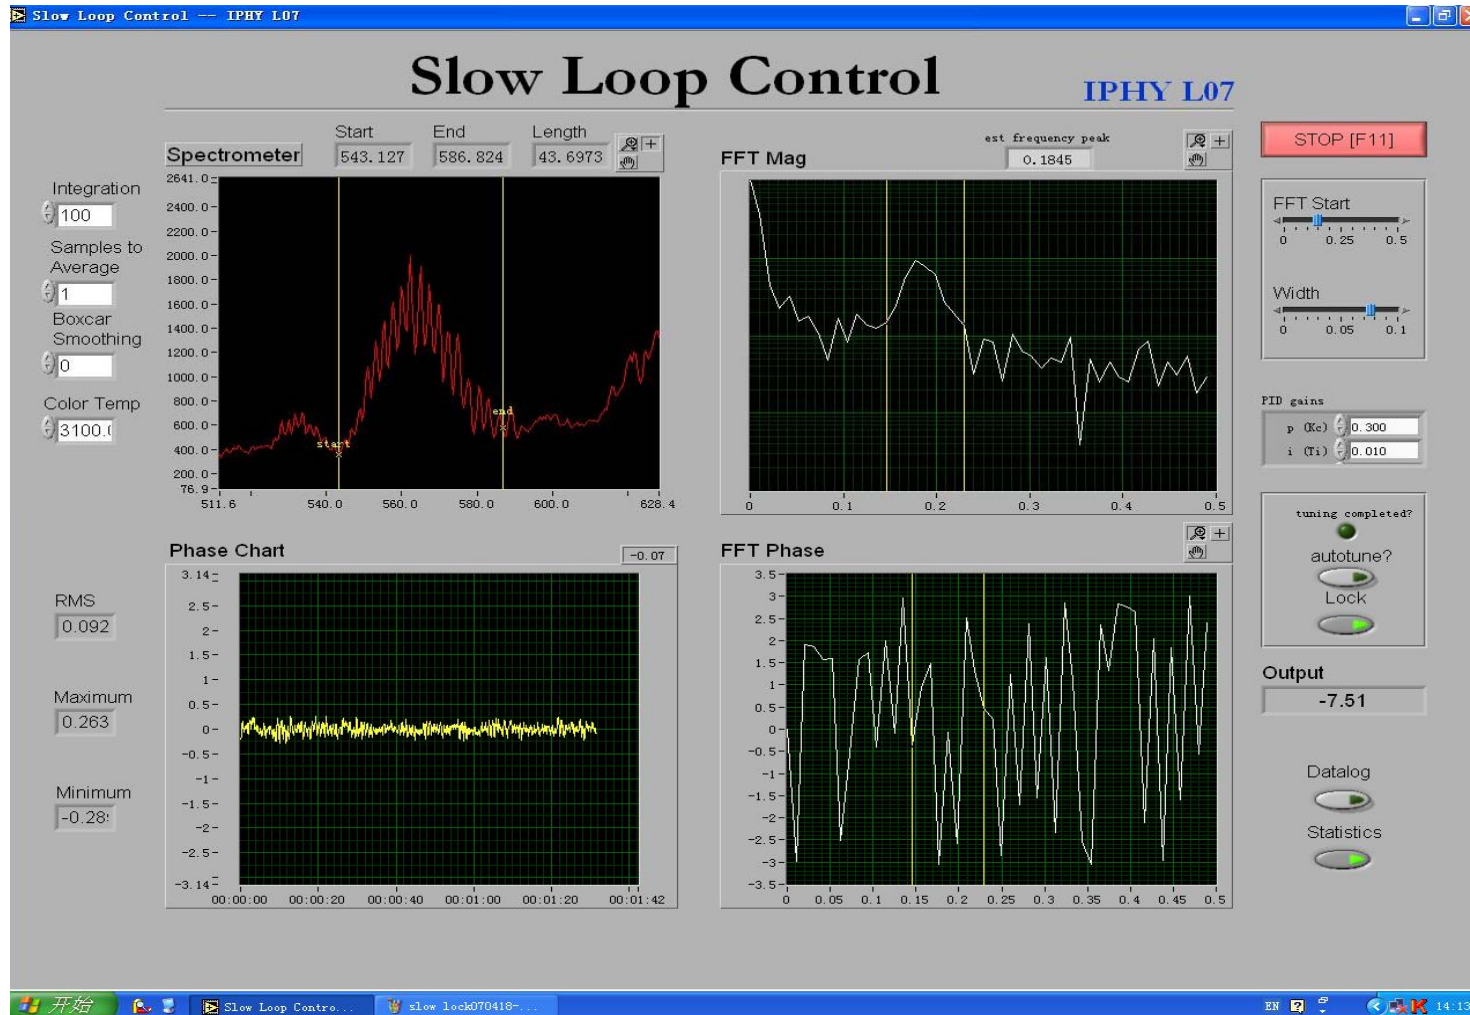 Slow Loop Control -- IPHY L07
Slow Loop Control
IPHY L07
Spectrometer
Start
543.127
End
586.824
Length
43.6973
Integration
100
Samples to
Average
1
Boxcar
Smoothing
0
Color Temp
3100.0
2641.0
2400.0
2200.0
2000.0
1800.0
1600.0
1400.0
1200.0
1000.0
800.0
600.0
400.0
200.0
76.9
start
end
511.6 540.0 560.0 580.0 600.0 628.4
FFT Mag
est frequency peak
0.1845
0 0.1 0.2 0.3 0.4 0.5
STOP [F11]
FFT Start
0 0.25 0.5
Width
0 0.05 0.1
PID gains
p (Kc) 0.300
i (Ti) 0.010
Phase Chart
-0.07
RMS
0.092
Maximum
0.263
Minimum
3.14
2.5
2
1.5
1
0.5
0
-0.5
-1
-1.5
-2
-2.5
-3.14
00:00:00 00:00:20 00:00:40 00:01:00 00:01:20 00:01:42
FFT Phase
3.5
3
2.5
2
1.5
1
0.5
0
-0.5
-1
-1.5
-2
-2.5
-3
-3.5
0 0.05 0.1 0.15 0.2 0.25 0.3 0.35 0.4 0.45 0.5
tuning completed?
autotune?
Lock
Output
-7.51
Datalog
Statistics
开始
Slow Loop Contro...
slow lock070418-...
EN
14:13